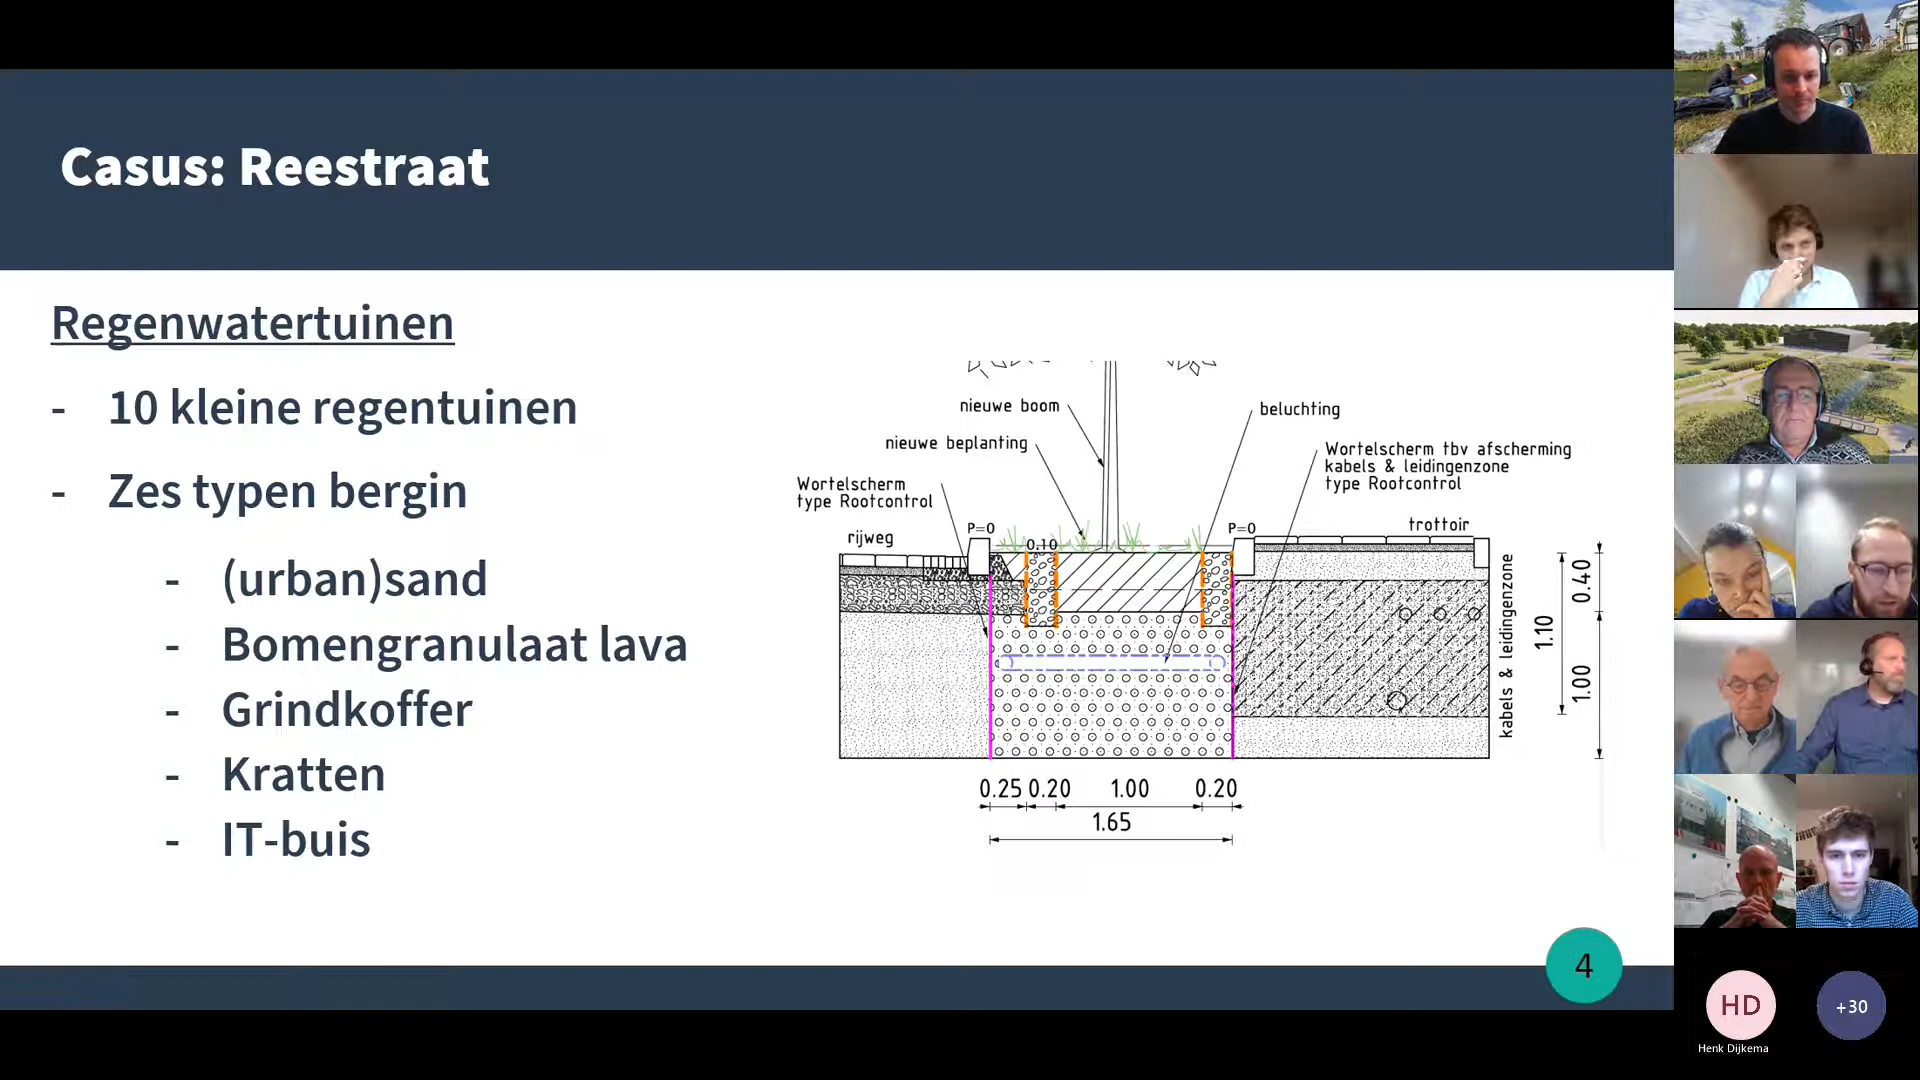 Casus: Reestraat
Regenwatertuinen
- 10 kleine regentuinen
- Zes typen bergin
- (urban)sand
- Bomengranulaat lava
- Grindkoffer
- Kratten
- IT-buis
nieuwe boom
nieuwe beplanting
Wortelscherm
type Rootcontrol
rijweg
P=0
0.10
beluchting
Wortelscherm tbv afscherming
kabels & leidingenzone
type Rootcontrol
P=0
trottoir
kabels & leidingenzone
1.10
0.40
1.00
0.25 0.20 1.00 0.20
1.65
4
HD
Henk Dijkema
+30